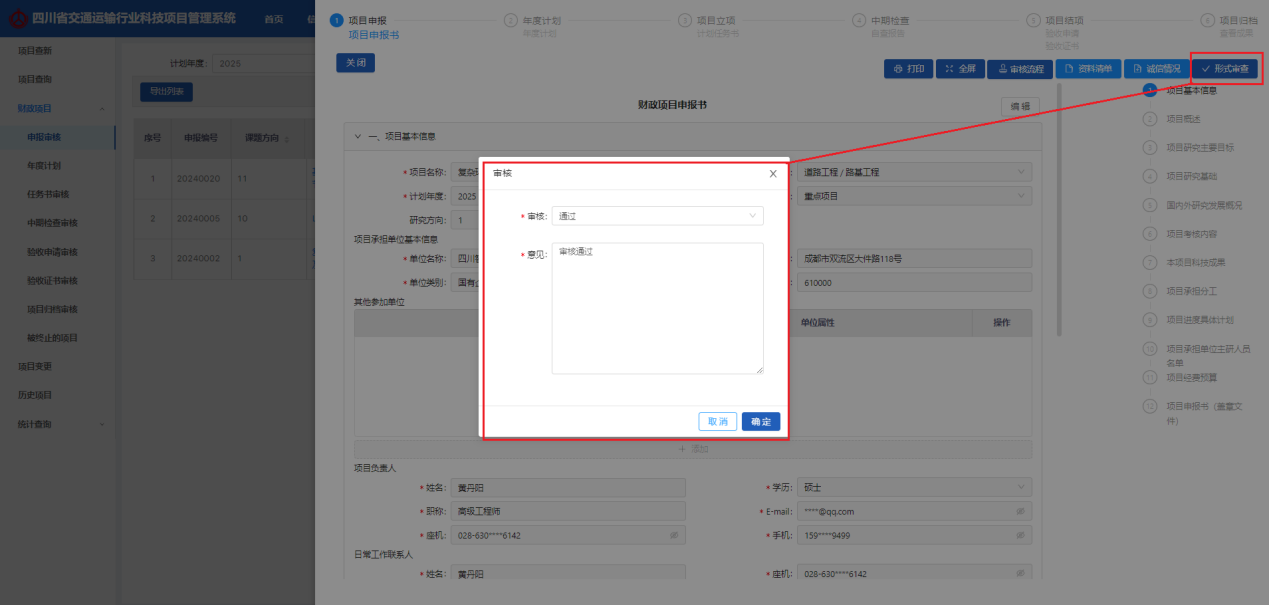 四川省交通运输行业科技项目管理系统
首页
项目查新
项目查询
财政项目
申报审核
年度计划
任务书审核
中期检查审核
验收申请审核
验收证书审核
项目归档审核
被终止的项目
项目变更
历史项目
统计查询
计划年度:
2025
导出列表
序号 申报编号 课题方向
1 20240020 11
2 20240005 10
3 20240002 1
1 项目申报
项目申报书
2 年度计划
年度计划
3 项目立项
计划任务书
4 中期检查
自查报告
5 项目结项
验收申请
验收证书
6 项目归档
查看成果
关闭
打印
全屏
审核流程
资料清单
诚信情况
形式审查
财政项目申报书
编辑
一、项目基本信息
* 项目名称:
道路工程 / 路基工程
* 计划年度: 2025
重点项目
研究方向: 1
项目承担单位基本信息
* 单位名称:
成都市双流区大件路118号
* 单位类别:
610000
其他参加单位
单位属性
操作
+ 添加
项目负责人
* 姓名: 黄丹阳
* 学历: 硕士
* 职称: 高级工程师
* E-mail: ****@qq.com
* 座机: 028-630****6142
* 手机: 159****9499
日常工作联系人
* 姓名: 黄丹阳
* 座机: 028-630****6142
审核
* 审核: 通过
* 意见: 审核通过
取消
确定
1 项目基本信息
2 项目概述
3 项目研究主要目标
4 项目研究基础
5 国内外研究发展概况
6 项目考核内容
7 本项目科技成果
8 项目承担分工
9 项目进度具体计划
10 项目承担单位主研人员
名单
11 项目经费预算
12 项目申报书（盖章文
件）